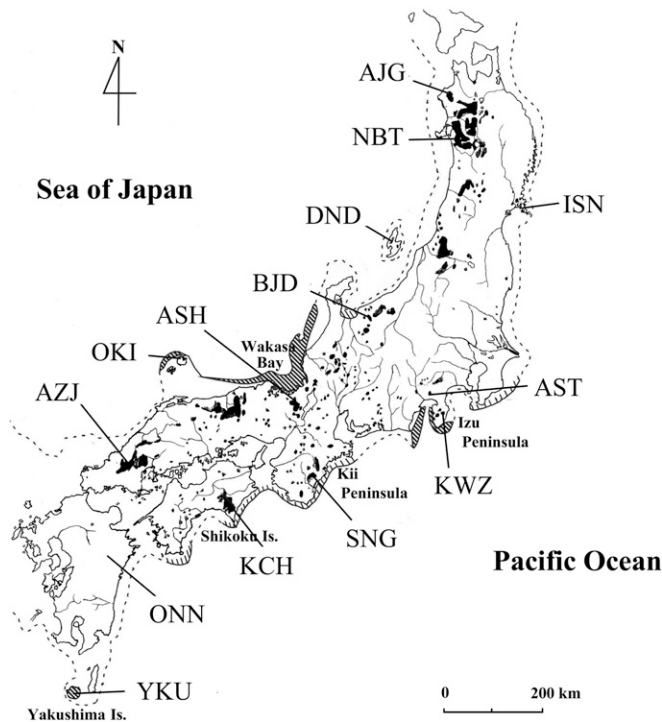 N
AJG
NBT
Sea of Japan
ISN
DND
BJD
ASH
Wakasa
Bay
OKI
AZJ
AST
Izu
Peninsula
KWZ
Kii
Peninsula
SNG
Shikoku Is.
KCH
Pacific Ocean
ONN
YKU
Yakushima Is.
0 200 km